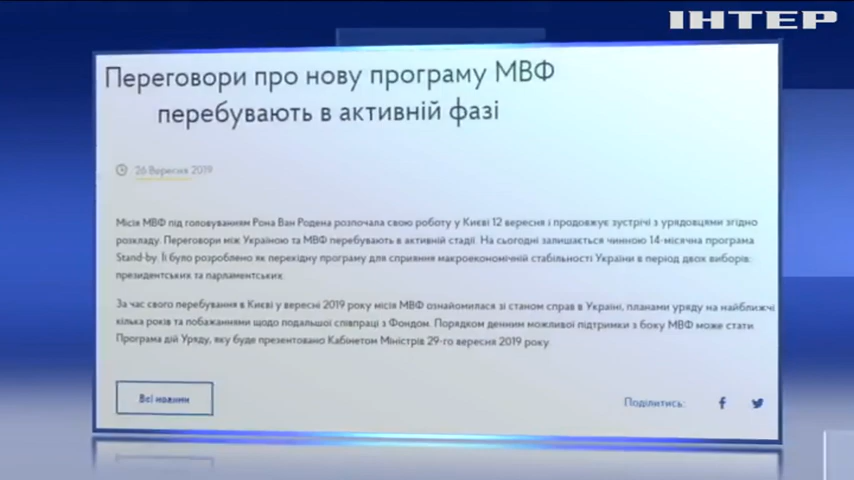 ІНТЕР
Переговори про нову програму МВФ
перебувають в активній фазі
26 Вересня 2019
Місія МВФ під головуванням Рона Ван Родена розпочала свою роботу у Києві 12 вересня і продовжує зустрічі з урядовцями згідно
розкладу. Переговори між Україною та МВФ перебувають в активній стадії. На сьогодні залишається чинною 14-місячна програма
Stand-by. Її було розроблено як перехідну програму для сприяння макроекономічній стабільності України в період двох виборів:
президентських та парламентських.
За час свого перебування в Києві у вересні 2019 року місія МВФ ознайомилася зі станом справ в Україні, планами уряду на найближчі
кілька років та побажаннями щодо подальшої співпраці з Фондом. Порядком денним можливої підтримки з боку МВФ може стати
Програма дій Уряду, яку буде презентовано Кабінетом Міністрів 29-го вересня 2019 року.
Всі новини
Поділитись: